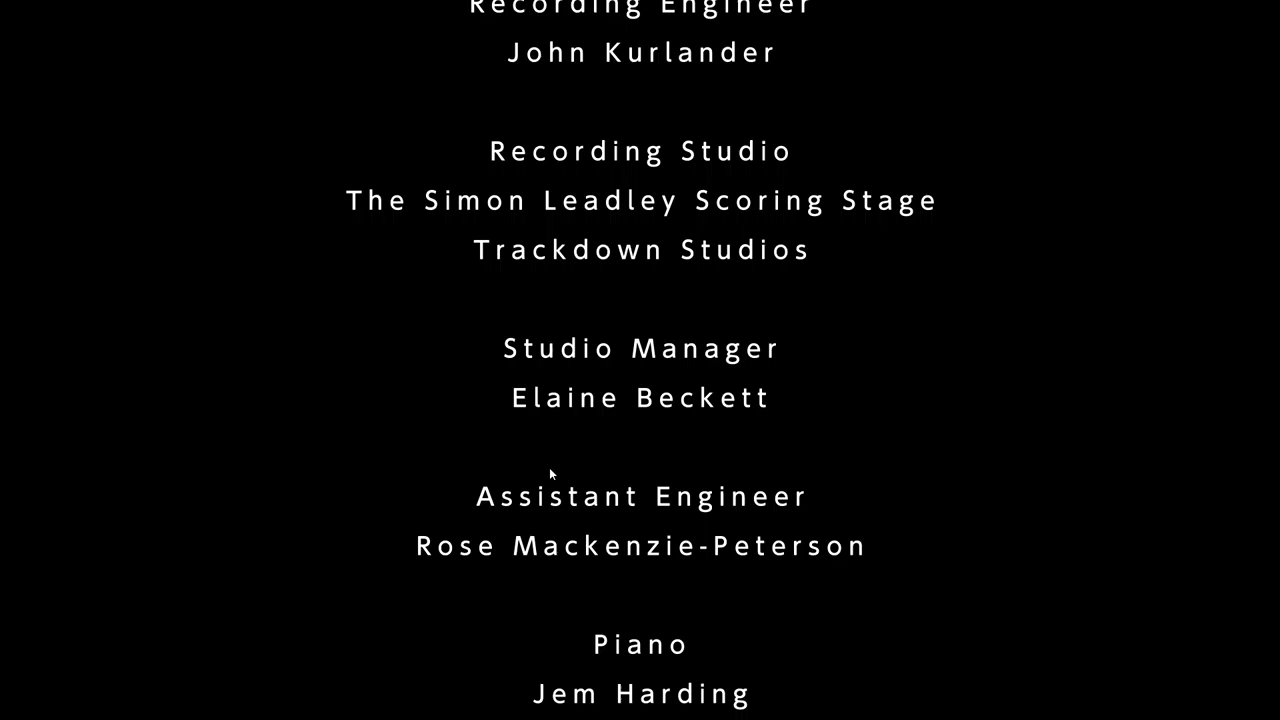 Recording Engineer
John Kurlander
Recording Studio
The Simon Leadley Scoring Stage
Trackdown Studios
Studio Manager
Elaine Beckett
Assistant Engineer
Rose Mackenzie-Peterson
Piano
Jem Harding